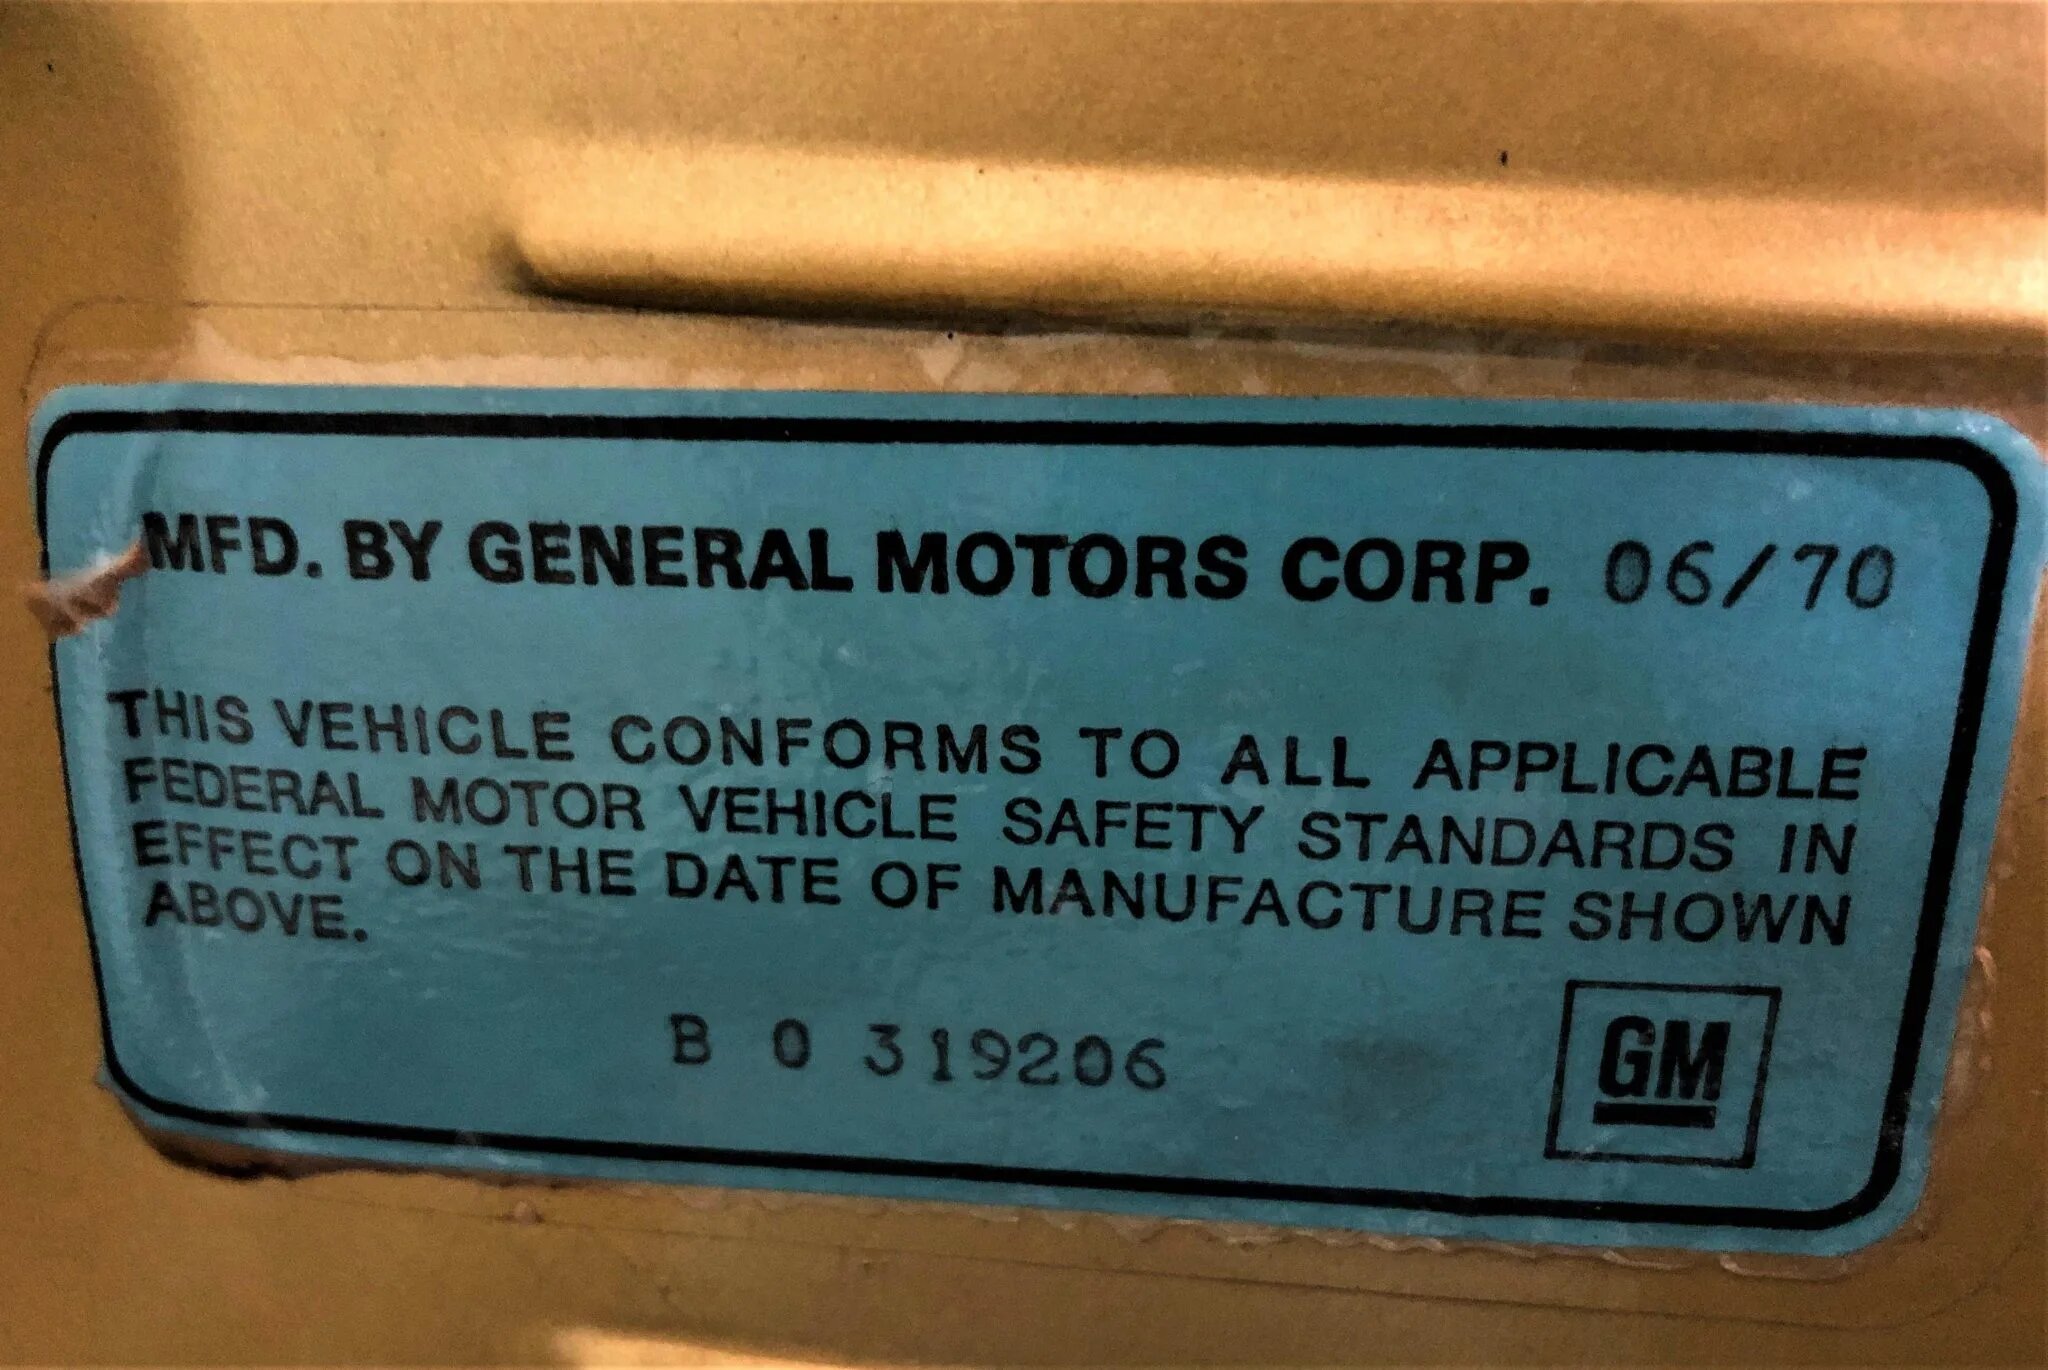 MFD. BY GENERAL MOTORS CORP. 06/70
THIS VEHICLE CONFORMS TO ALL APPLICABLE
FEDERAL MOTOR VEHICLE SAFETY STANDARDS IN
EFFECT ON THE DATE OF MANUFACTURE SHOWN
ABOVE.
B 0 319206
GM